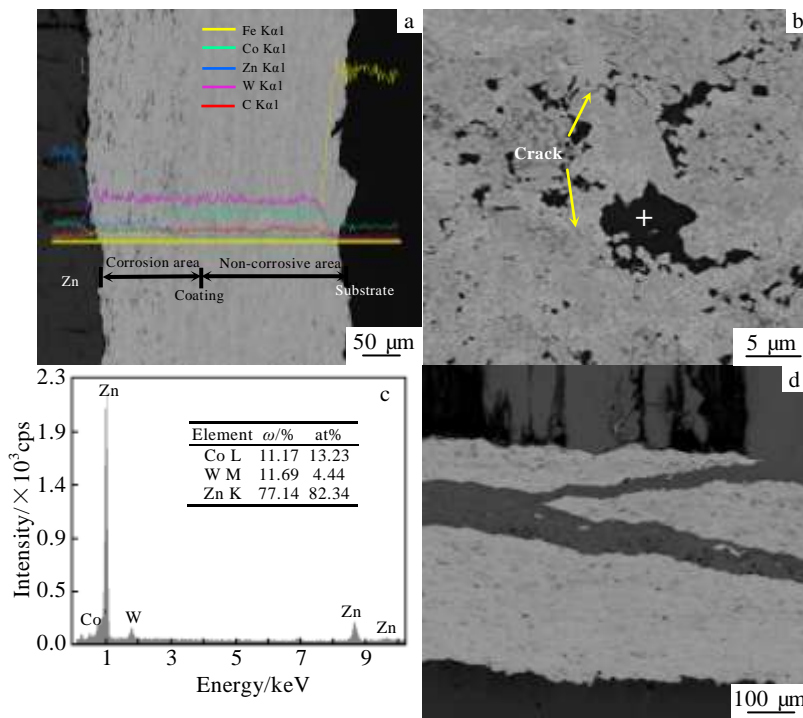 a
Fe Kα1
Co Kα1
Zn Kα1
W Kα1
C Kα1
Corrosion area
Non-corrosive area
Zn
Coating
Substrate
50 μm
b
Crack
5 μm
c
2.3
1.9
1.4
0.9
0.5
0.0
Intensity/×10³cps
Zn
Element ω/% at%
Co L 11.17 13.23
W M 11.69 4.44
Zn K 77.14 82.34
Co
W
Zn
Zn
1 3 5 7 9
Energy/keV
d
100 μm